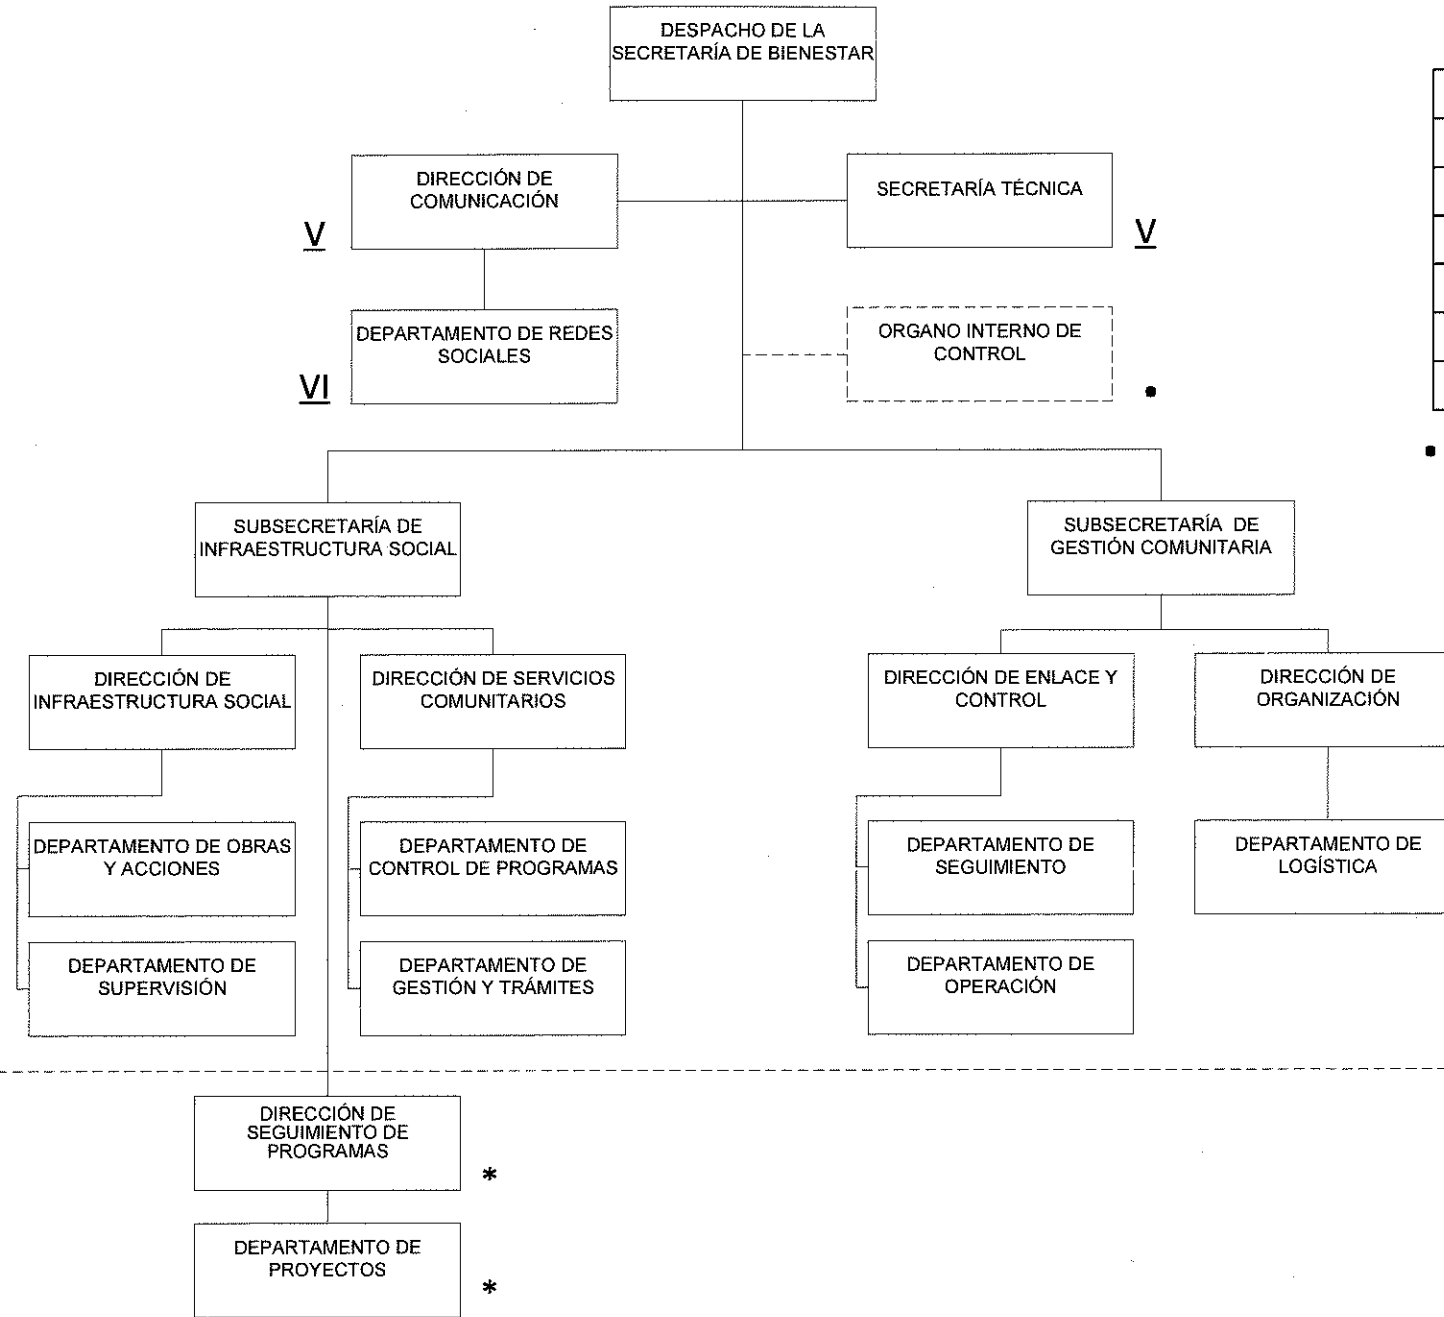 DESPACHO DE LA
SECRETARÍA DE BIENESTAR
DIRECCIÓN DE
COMUNICACIÓN
V
SECRETARÍA TÉCNICA
V
DEPARTAMENTO DE REDES
SOCIALES
VI
ORGANO INTERNO DE
CONTROL
•
•
SUBSECRETARÍA DE
INFRAESTRUCTURA SOCIAL
SUBSECRETARÍA DE
GESTIÓN COMUNITARIA
DIRECCIÓN DE
INFRAESTRUCTURA SOCIAL
DIRECCIÓN DE SERVICIOS
COMUNITARIOS
DIRECCIÓN DE ENLACE Y
CONTROL
DIRECCIÓN DE
ORGANIZACIÓN
DEPARTAMENTO DE OBRAS
Y ACCIONES
DEPARTAMENTO DE
CONTROL DE PROGRAMAS
DEPARTAMENTO DE
SEGUIMIENTO
DEPARTAMENTO DE
LOGÍSTICA
DEPARTAMENTO DE
SUPERVISIÓN
DEPARTAMENTO DE
GESTIÓN Y TRÁMITES
DEPARTAMENTO DE
OPERACIÓN
DIRECCIÓN DE
SEGUIMIENTO DE
PROGRAMAS
*
DEPARTAMENTO DE
PROYECTOS
*